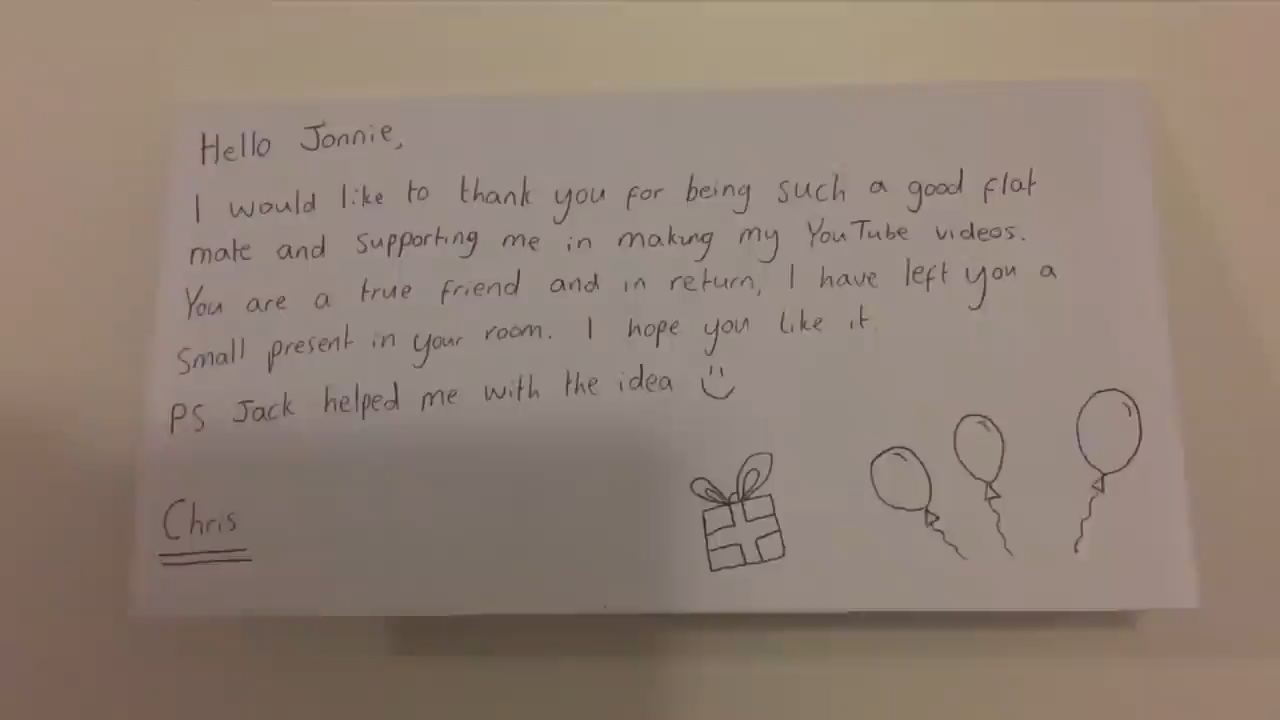 Hello Jonnie,
I would like to thank you for being such a good flat
mate and supporting me in making my YouTube videos.
You are a true friend and in return, I have left you a
small present in your room. I hope you like it.
PS Jack helped me with the idea
Chris